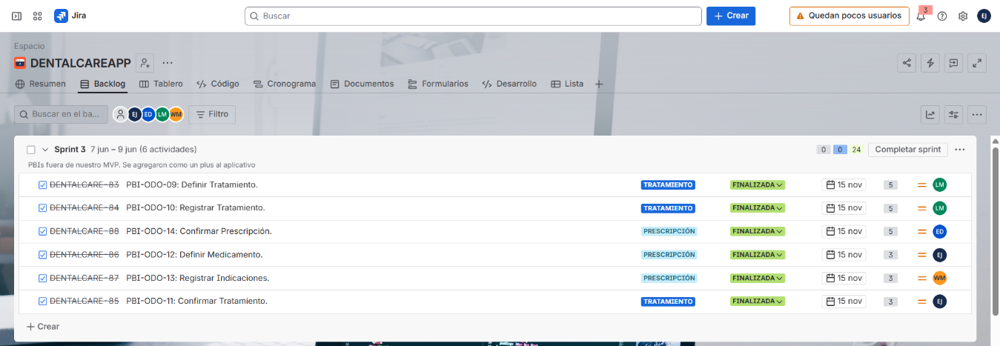 Jira
Buscar
Crear
Quedan pocos usuarios
3
EJ
Espacio
DENTALCAREAPP
Resumen Backlog Tablero Código Cronograma Documentos Formularios Desarrollo Lista
Buscar en el ba... EJ ED LM WM Filtro
Sprint 3 7 jun – 9 jun (6 actividades) 0 0 24 Completar sprint
PBIs fuera de nuestro MVP. Se agregaron como un plus al aplicativo
DENTALCARE-83 PBI-ODO-09: Definir Tratamiento. TRATAMIENTO FINALIZADA 15 nov 5 LM
DENTALCARE-84 PBI-ODO-10: Registrar Tratamiento. TRATAMIENTO FINALIZADA 15 nov 5 LM
DENTALCARE-88 PBI-ODO-14: Confirmar Prescripción. PRESCRIPCIÓN FINALIZADA 15 nov 5 ED
DENTALCARE-86 PBI-ODO-12: Definir Medicamento. PRESCRIPCIÓN FINALIZADA 15 nov 3 EJ
DENTALCARE-87 PBI-ODO-13: Registrar Indicaciones. PRESCRIPCIÓN FINALIZADA 15 nov 3 WM
DENTALCARE-85 PBI-ODO-11: Confirmar Tratamiento. TRATAMIENTO FINALIZADA 15 nov 3 EJ
Crear